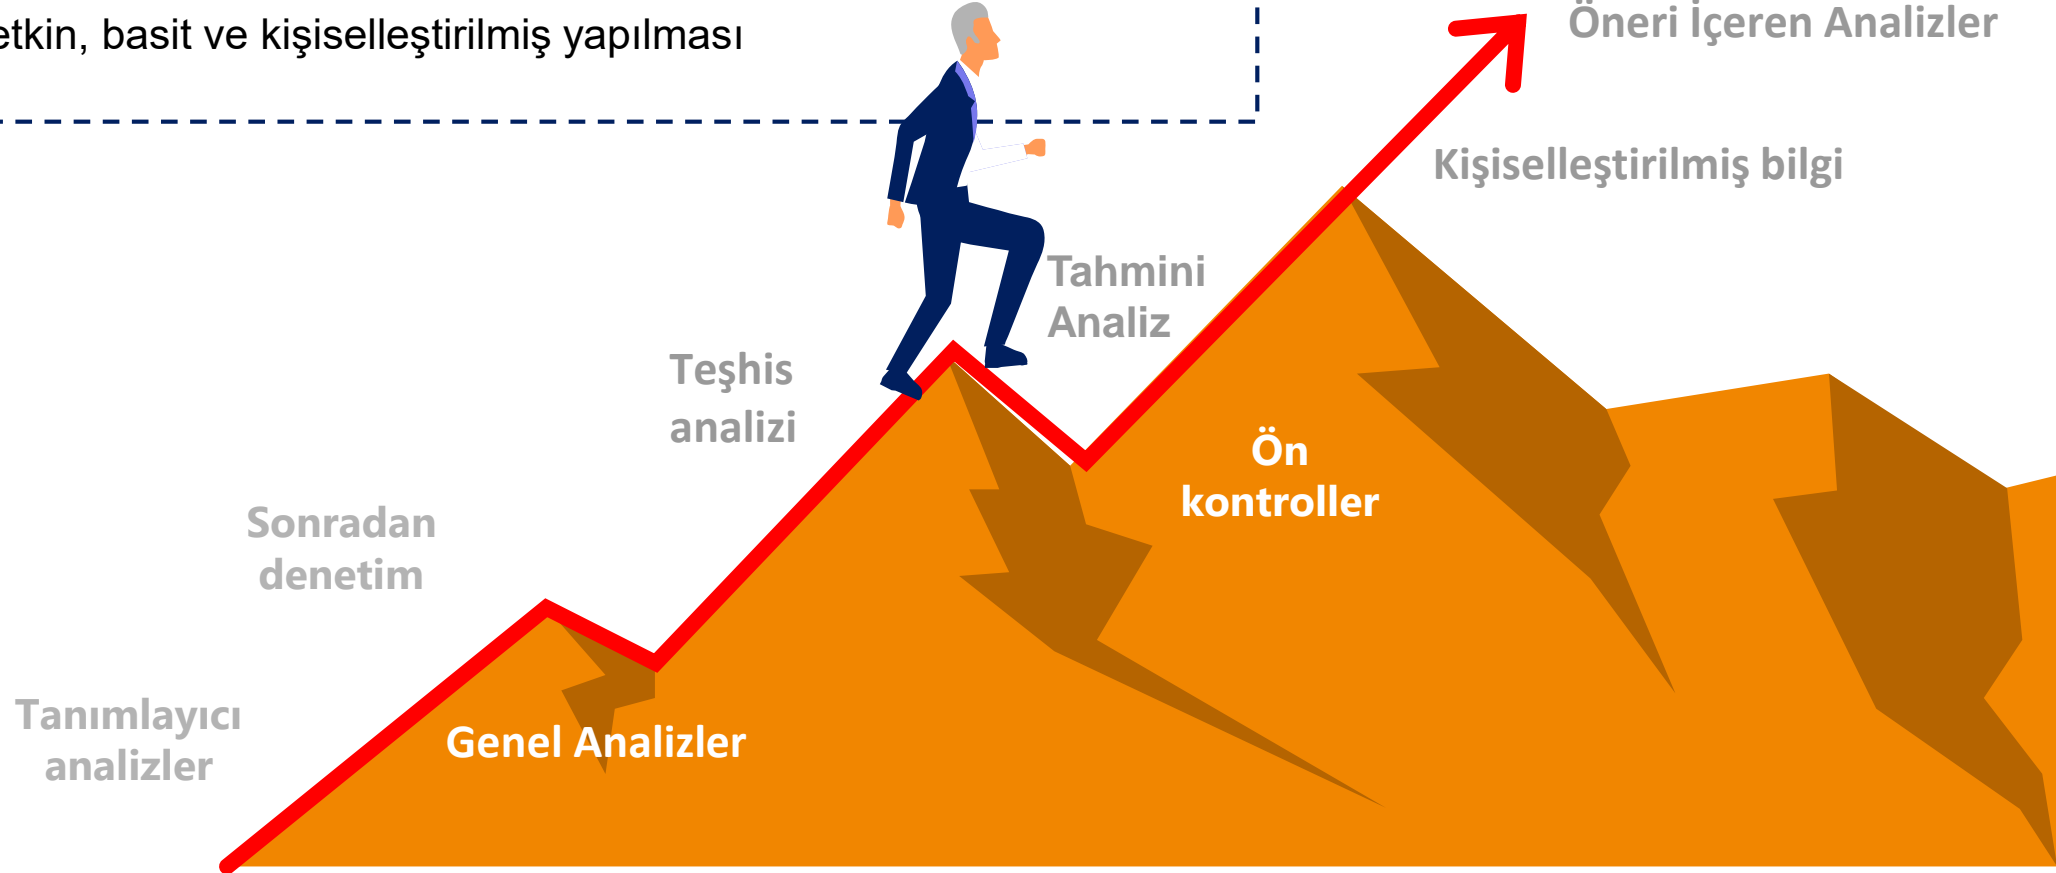 etkin, basit ve kişiselleştirilmiş yapılması
Öneri İçeren Analizler
Kişiselleştirilmiş bilgi
Tahmini
Analiz
Teşhis
analizi
Ön
kontroller
Sonradan
denetim
Tanımlayıcı
analizler
Genel Analizler